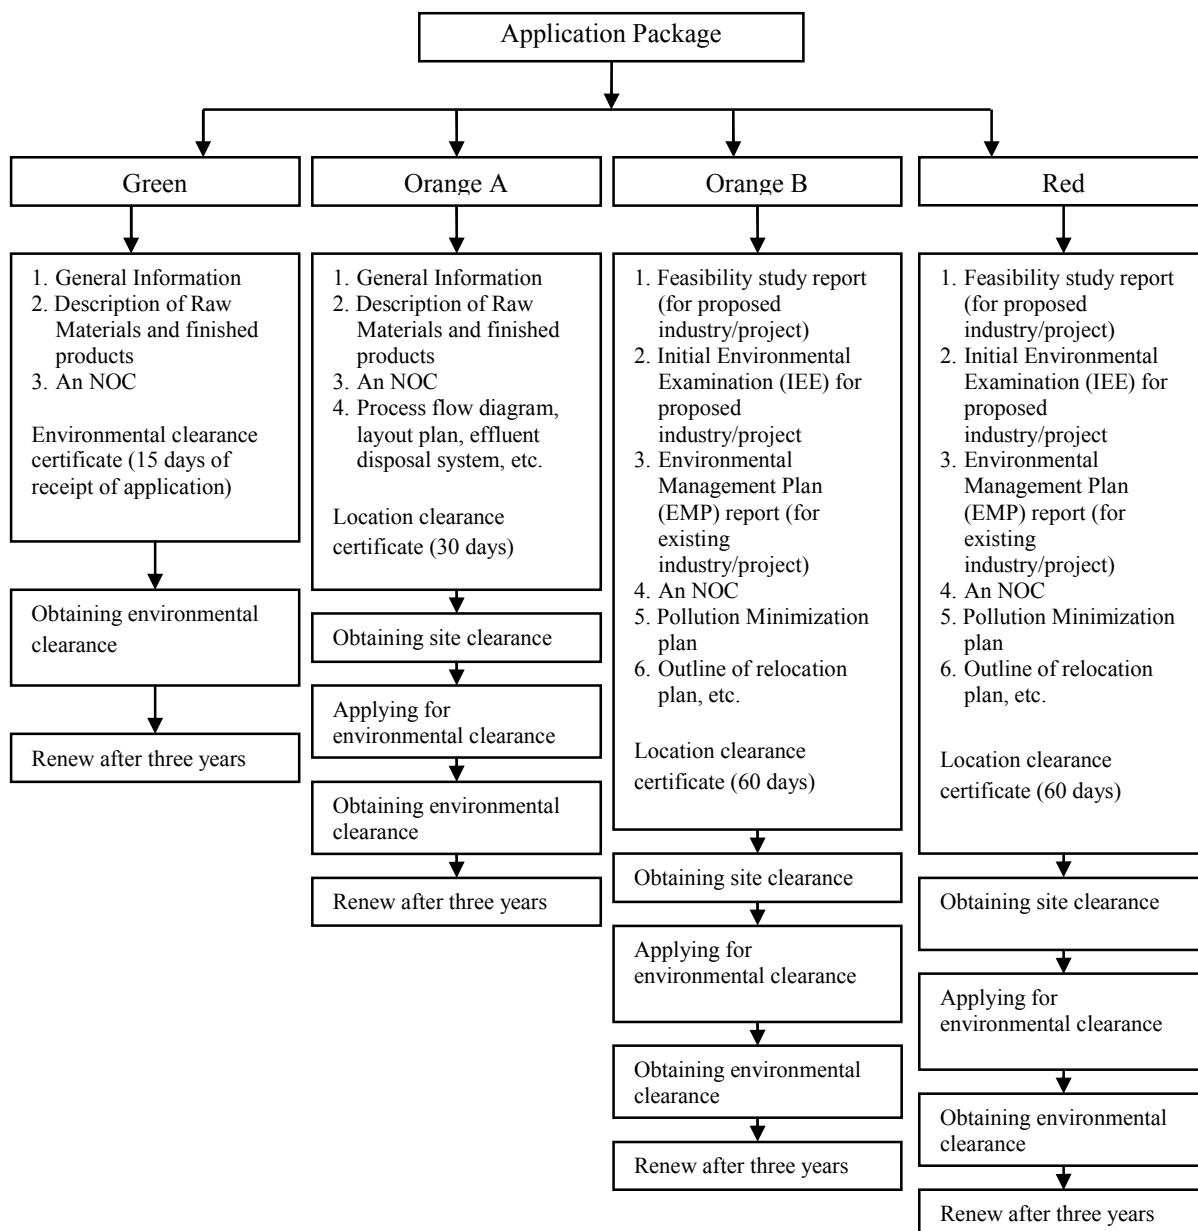 Application Package
Green
Orange A
Orange B
Red
1. General Information
2. Description of Raw
Materials and finished
products
3. An NOC
Environmental clearance
certificate (15 days of
receipt of application)
Obtaining environmental
clearance
Renew after three years
1. General Information
2. Description of Raw
Materials and finished
products
3. An NOC
4. Process flow diagram,
layout plan, effluent
disposal system, etc.
Location clearance
certificate (30 days)
Obtaining site clearance
Applying for
environmental clearance
Obtaining environmental
clearance
Renew after three years
1. Feasibility study report
(for proposed
industry/project)
2. Initial Environmental
Examination (IEE) for
proposed
industry/project
3. Environmental
Management Plan
(EMP) report (for
existing
industry/project)
4. An NOC
5. Pollution Minimization
plan
6. Outline of relocation
plan, etc.
Location clearance
certificate (60 days)
Obtaining site clearance
Applying for
environmental clearance
Obtaining environmental
clearance
Renew after three years
1. Feasibility study report
(for proposed
industry/project)
2. Initial Environmental
Examination (IEE) for
proposed
industry/project
3. Environmental
Management Plan
(EMP) report (for
existing
industry/project)
4. An NOC
5. Pollution Minimization
plan
6. Outline of relocation
plan, etc.
Location clearance
certificate (60 days)
Obtaining site clearance
Applying for
environmental clearance
Obtaining environmental
clearance
Renew after three years